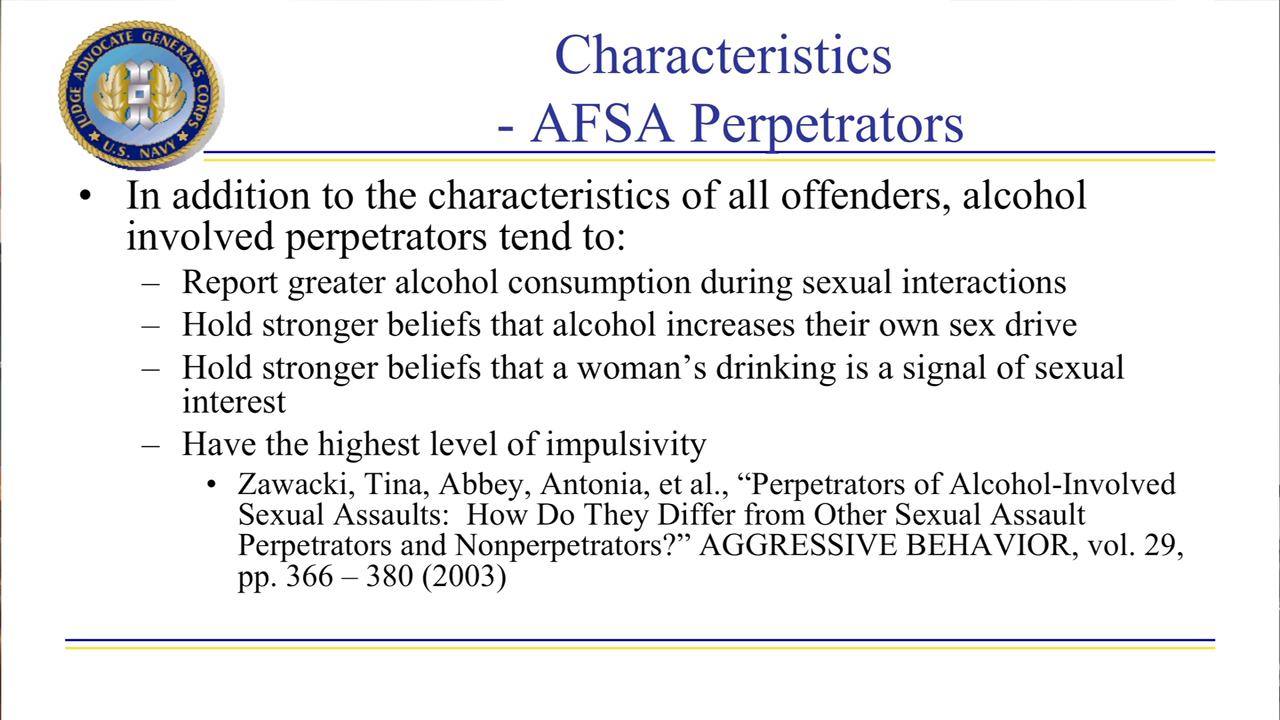 JUDGE ADVOCATE GENERAL'S CORPS
U.S. NAVY
Characteristics
- AFSA Perpetrators
• In addition to the characteristics of all offenders, alcohol
involved perpetrators tend to:
– Report greater alcohol consumption during sexual interactions
– Hold stronger beliefs that alcohol increases their own sex drive
– Hold stronger beliefs that a woman’s drinking is a signal of sexual
interest
– Have the highest level of impulsivity
• Zawacki, Tina, Abbey, Antonia, et al., “Perpetrators of Alcohol-Involved
Sexual Assaults:  How Do They Differ from Other Sexual Assault
Perpetrators and Nonperpetrators?” AGGRESSIVE BEHAVIOR, vol. 29,
pp. 366 – 380 (2003)